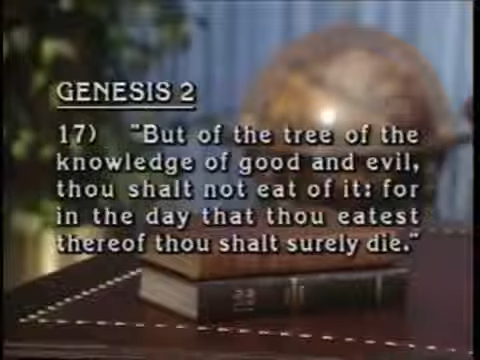 GENESIS 2
17) "But of the tree of the
knowledge of good and evil,
thou shalt not eat of it: for
in the day that thou eatest
thereof thou shalt surely die."